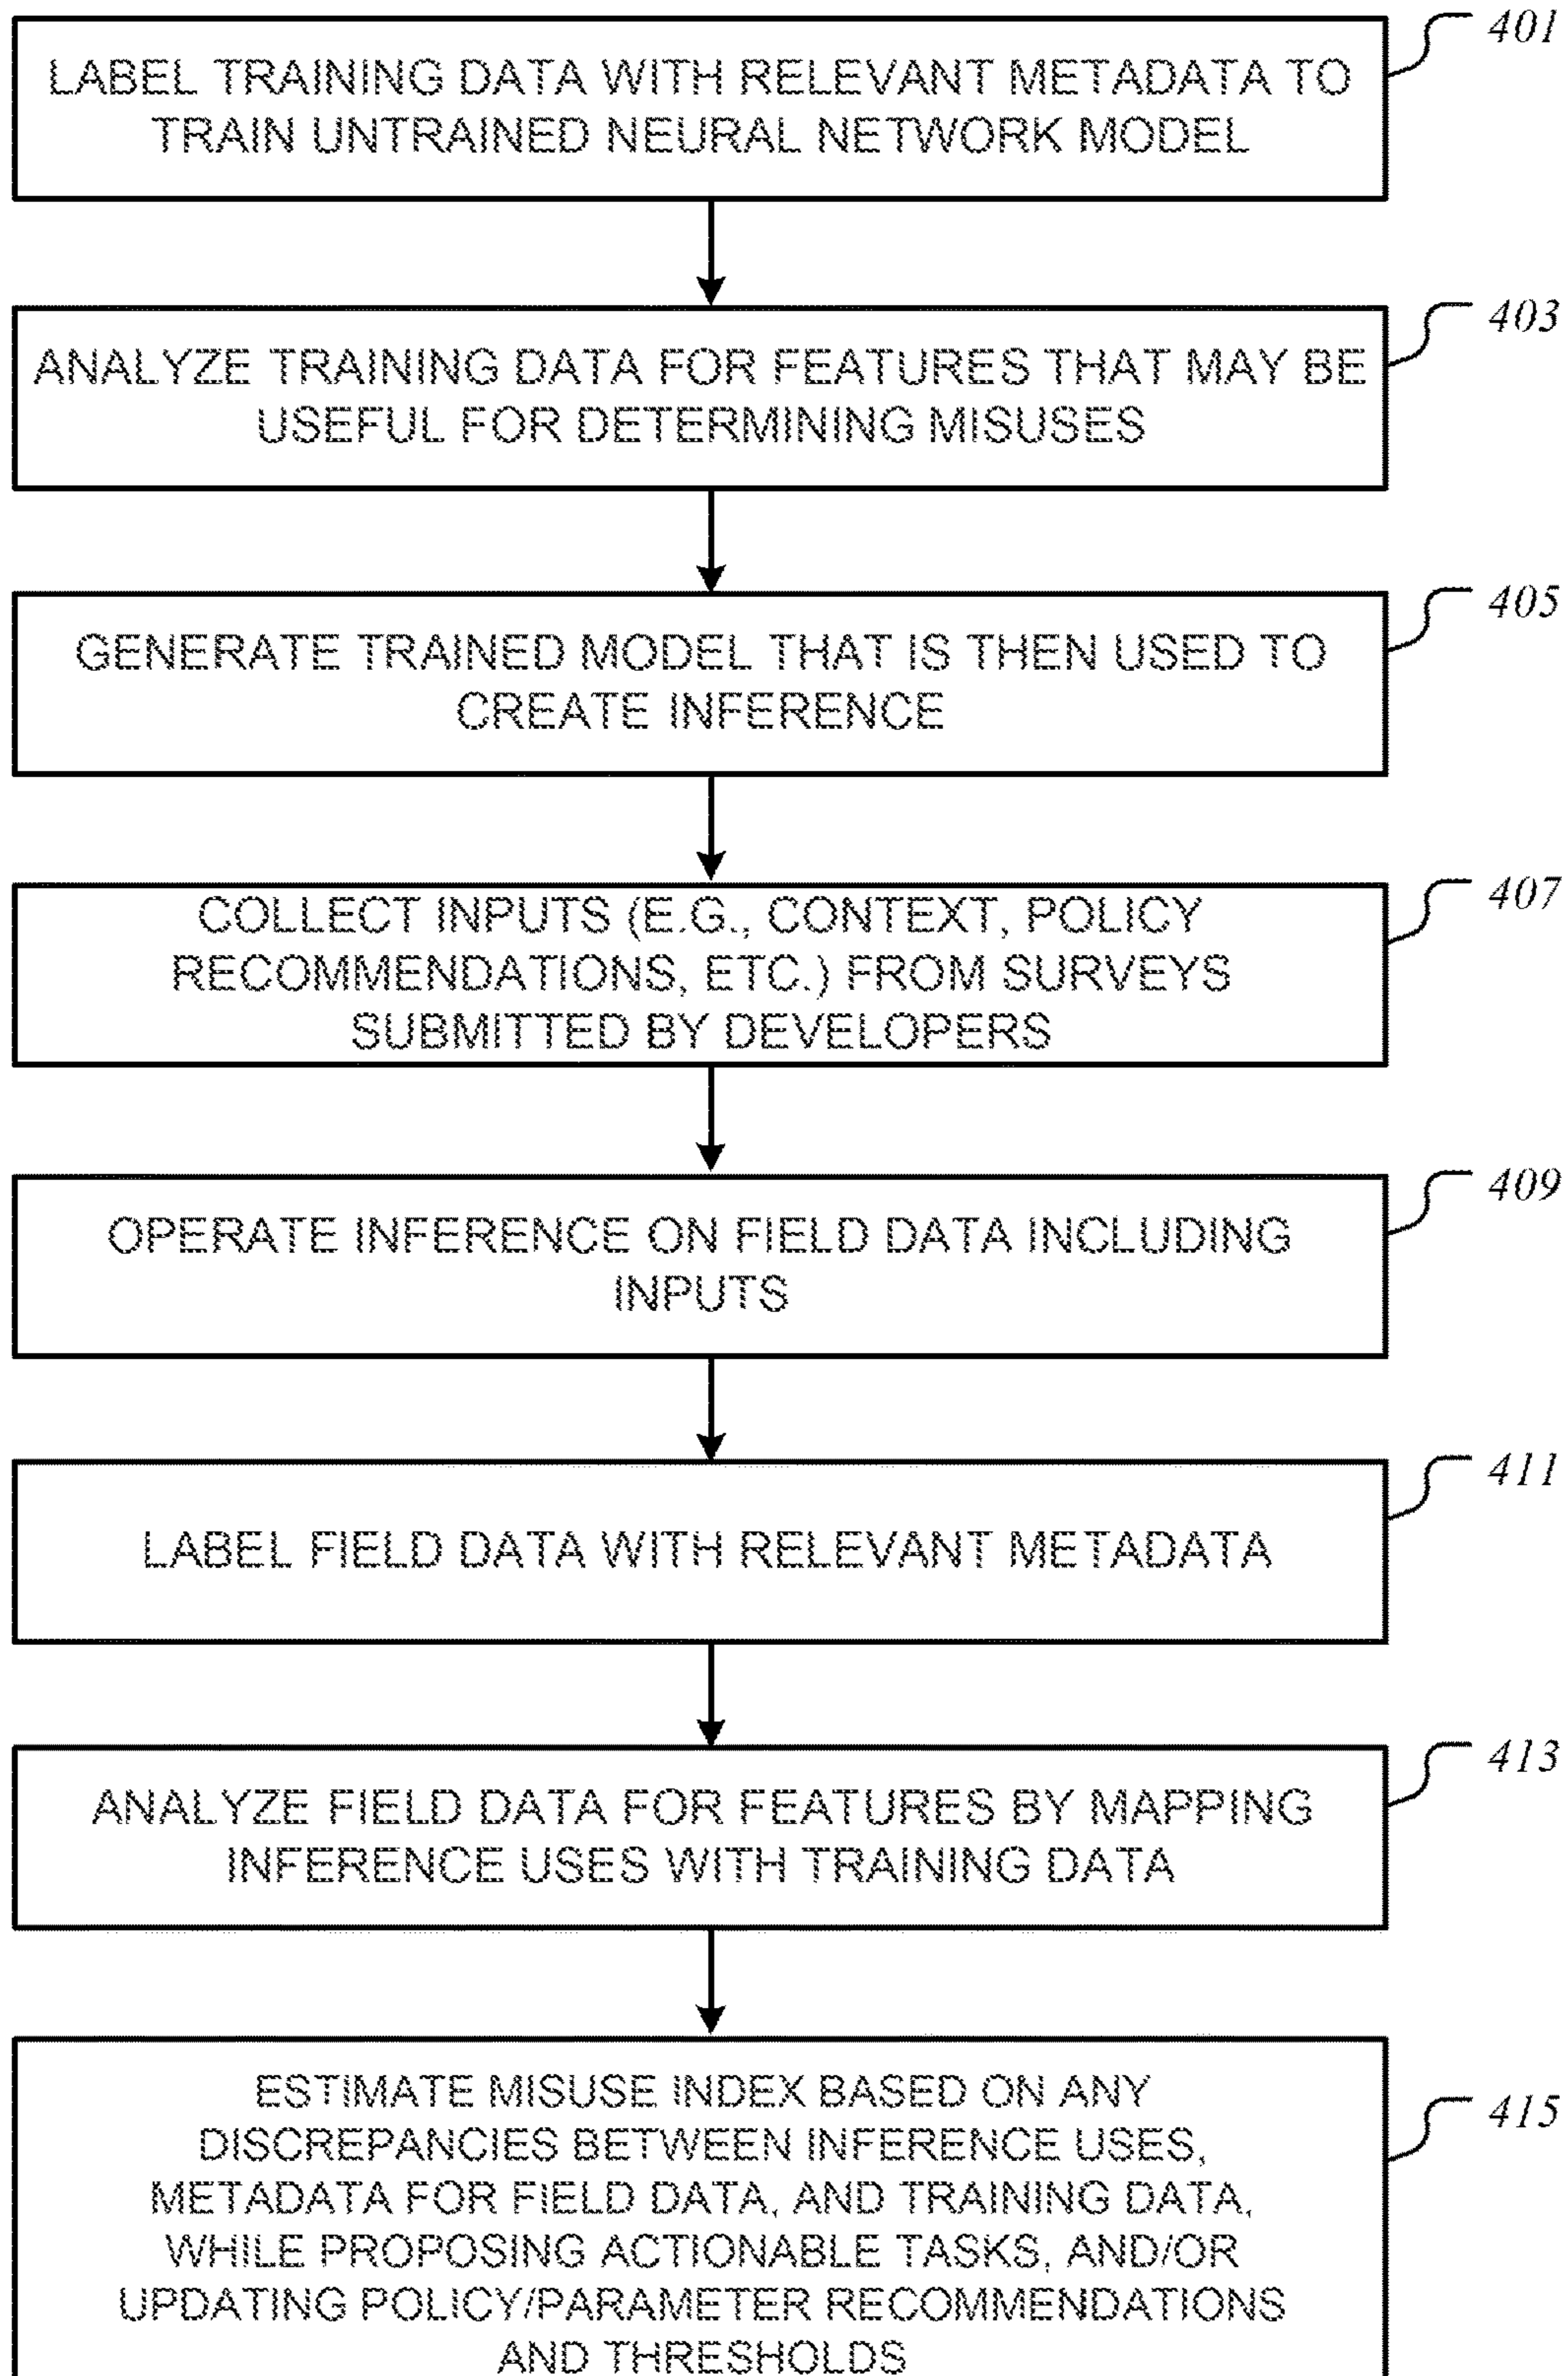 401
LABEL TRAINING DATA WITH RELEVANT METADATA TO
TRAIN UNTRAINED NEURAL NETWORK MODEL
403
ANALYZE TRAINING DATA FOR FEATURES THAT MAY BE
USEFUL FOR DETERMINING MISUSES
405
GENERATE TRAINED MODEL THAT IS THEN USED TO
CREATE INFERENCE
407
COLLECT INPUTS (E.G., CONTEXT, POLICY
RECOMMENDATIONS, ETC.) FROM SURVEYS
SUBMITTED BY DEVELOPERS
409
OPERATE INFERENCE ON FIELD DATA INCLUDING
INPUTS
411
LABEL FIELD DATA WITH RELEVANT METADATA
413
ANALYZE FIELD DATA FOR FEATURES BY MAPPING
INFERENCE USES WITH TRAINING DATA
415
ESTIMATE MISUSE INDEX BASED ON ANY
DISCREPANCIES BETWEEN INFERENCE USES,
METADATA FOR FIELD DATA, AND TRAINING DATA,
WHILE PROPOSING ACTIONABLE TASKS, AND/OR
UPDATING POLICY/PARAMETER RECOMMENDATIONS
AND THRESHOLDS